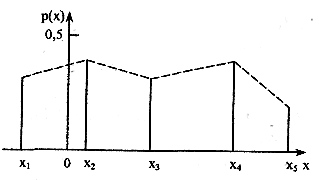 p(x)
0,5
x₁ 0 x₂ x₃ x₄ x₅ x